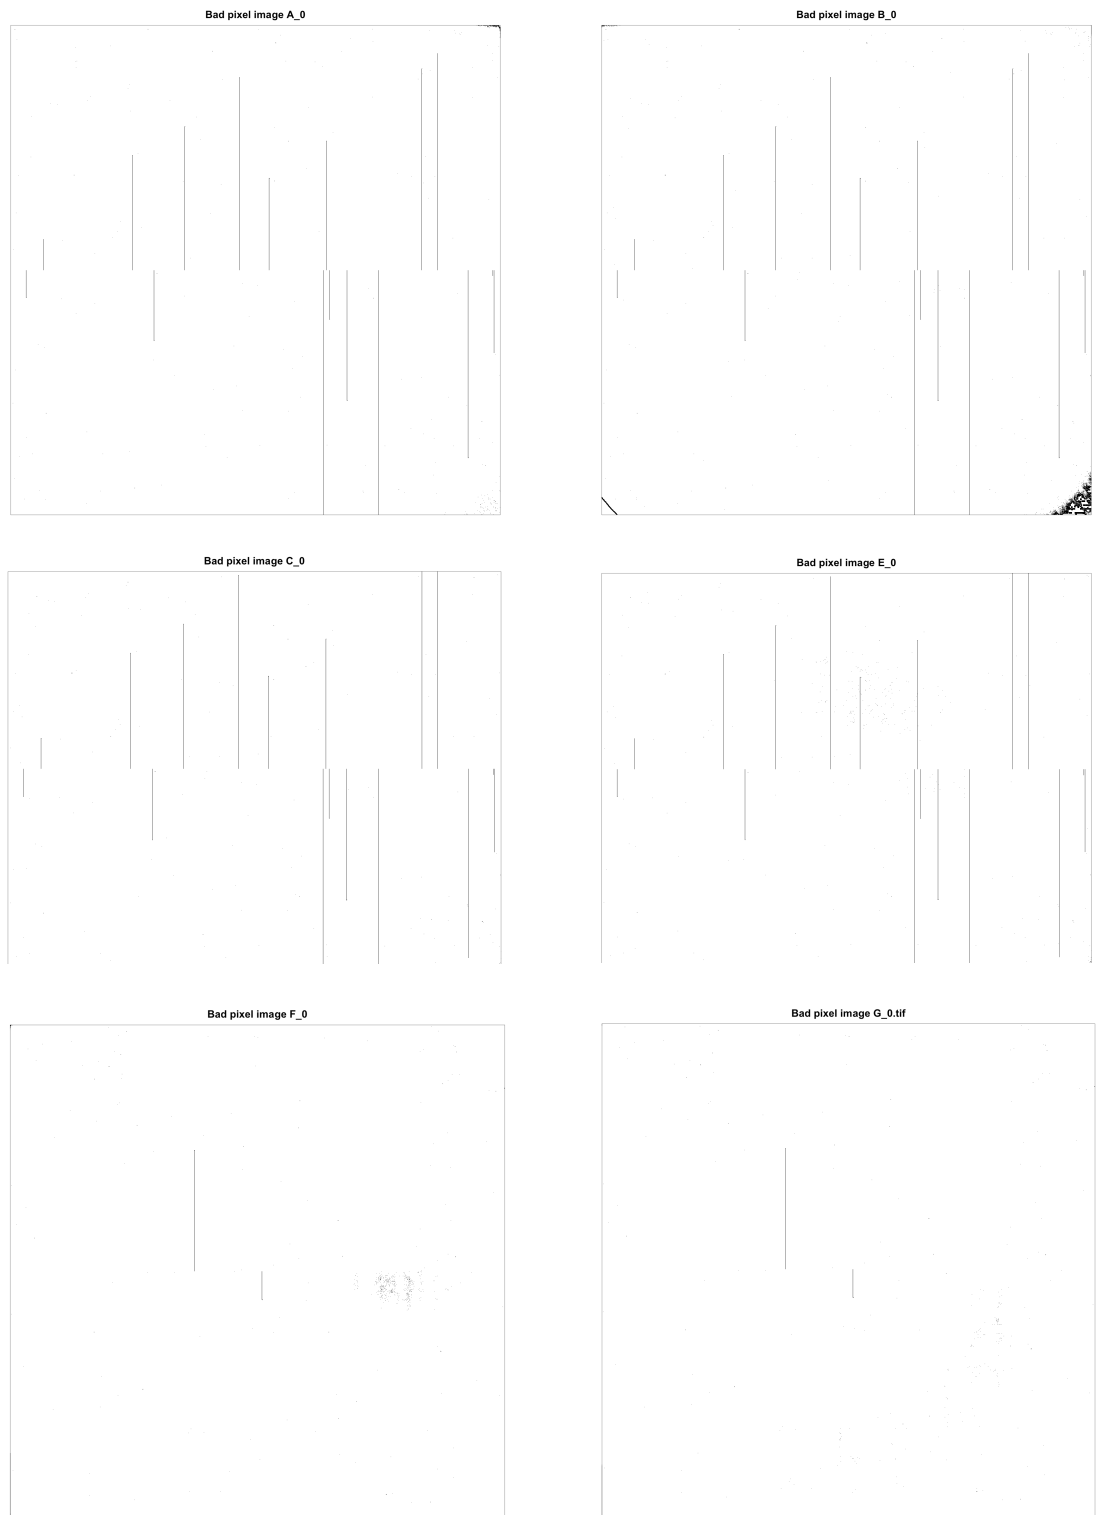 Bad pixel image A_0
Bad pixel image B_0
Bad pixel image C_0
Bad pixel image E_0
Bad pixel image F_0
Bad pixel image G_0.tif